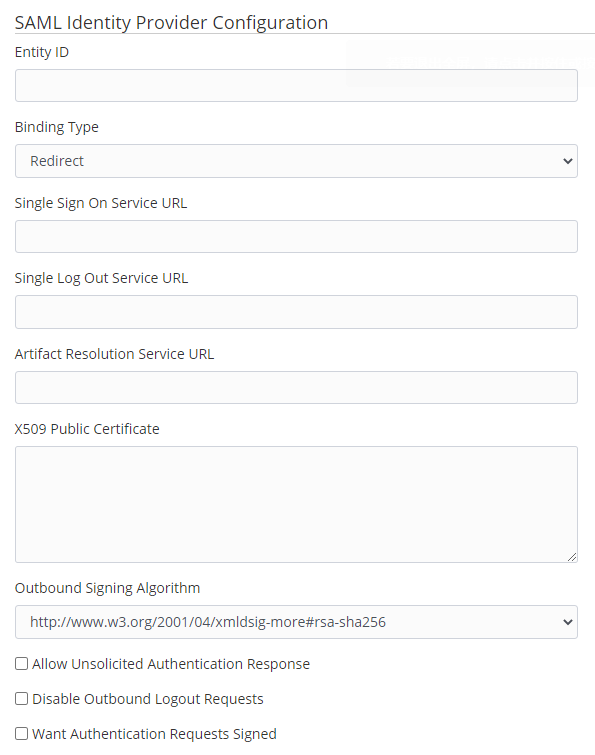 SAML Identity Provider Configuration
Entity ID
Binding Type
Redirect
Single Sign On Service URL
Single Log Out Service URL
Artifact Resolution Service URL
X509 Public Certificate
Outbound Signing Algorithm
http://www.w3.org/2001/04/xmldsig-more#rsa-sha256
Allow Unsolicited Authentication Response
Disable Outbound Logout Requests
Want Authentication Requests Signed